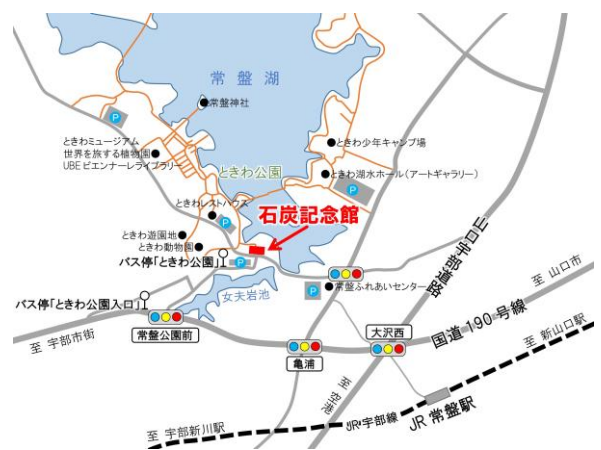 常盤湖
常盤神社
P
ときわミュージアム
世界を旅する植物園
UBEビエンナーレライブラリー
ときわ公園
ときわ少年キャンプ場
ときわ湖水ホール(アートギャラリー)
P
ときわレストハウス
P
石炭記念館
ときわ遊園地
ときわ動物園
バス停「ときわ公園」
P
山口宇部道路
至 山口市
バス停「ときわ公園入口」
女夫岩池
P
常盤ふれあいセンター
国道190号線
至 新山口駅
至 宇部市街
常盤公園前
大沢西
亀浦
至 空港
JR 常盤駅
至 宇部新川駅
JR宇部線